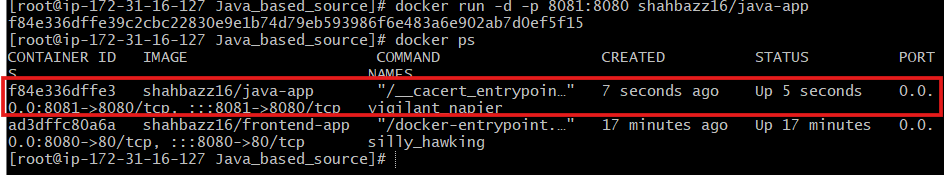 [root@ip-172-31-16-127 Java_based_source]# docker run -d -p 8081:8080 shahbazz16/java-app
f84e336dffe39c2cbc22830e9e1b74d79eb593986f6e483a6e902ab7d0ef5f15
[root@ip-172-31-16-127 Java_based_source]# docker ps
CONTAINER ID   IMAGE                     COMMAND                  CREATED          STATUS          PORT
S                                     NAMES
f84e336dffe3   shahbazz16/java-app       "/__cacert_entrypoin…"   7 seconds ago    Up 5 seconds    0.0.
0.0:8081->8080/tcp, :::8081->8080/tcp   vigilant_napier
ad3dffc80a6a   shahbazz16/frontend-app   "/docker-entrypoint.…"   17 minutes ago   Up 17 minutes   0.0.
0.0:8080->80/tcp, :::8080->80/tcp     silly_hawking
[root@ip-172-31-16-127 Java_based_source]#